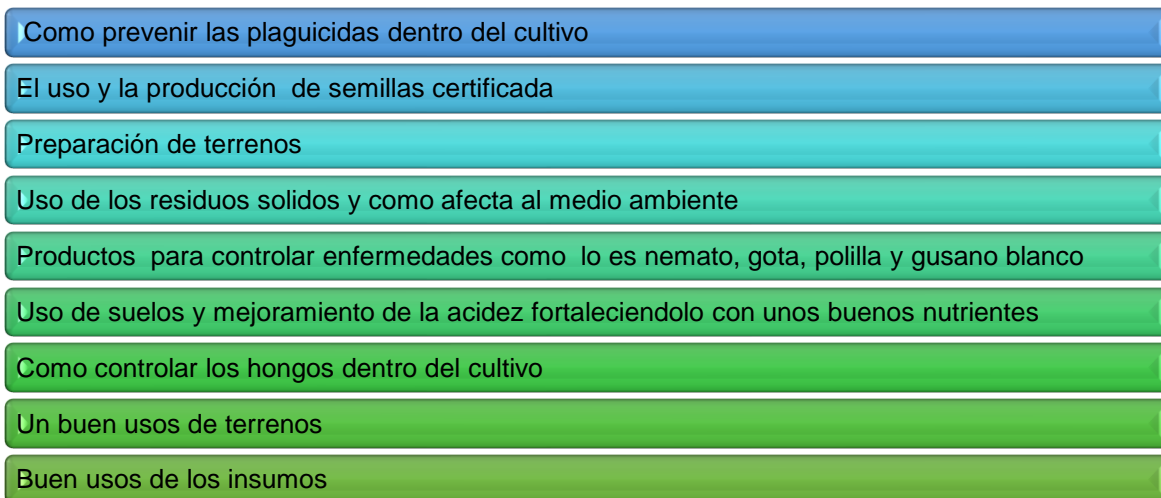 Como prevenir las plaguicidas dentro del cultivo
El uso y la producción de semillas certificada
Preparación de terrenos
Uso de los residuos solidos y como afecta al medio ambiente
Productos para controlar enfermedades como lo es nemato, gota, polilla y gusano blanco
Uso de suelos y mejoramiento de la acidez fortaleciendolo con unos buenos nutrientes
Como controlar los hongos dentro del cultivo
Un buen usos de terrenos
Buen usos de los insumos